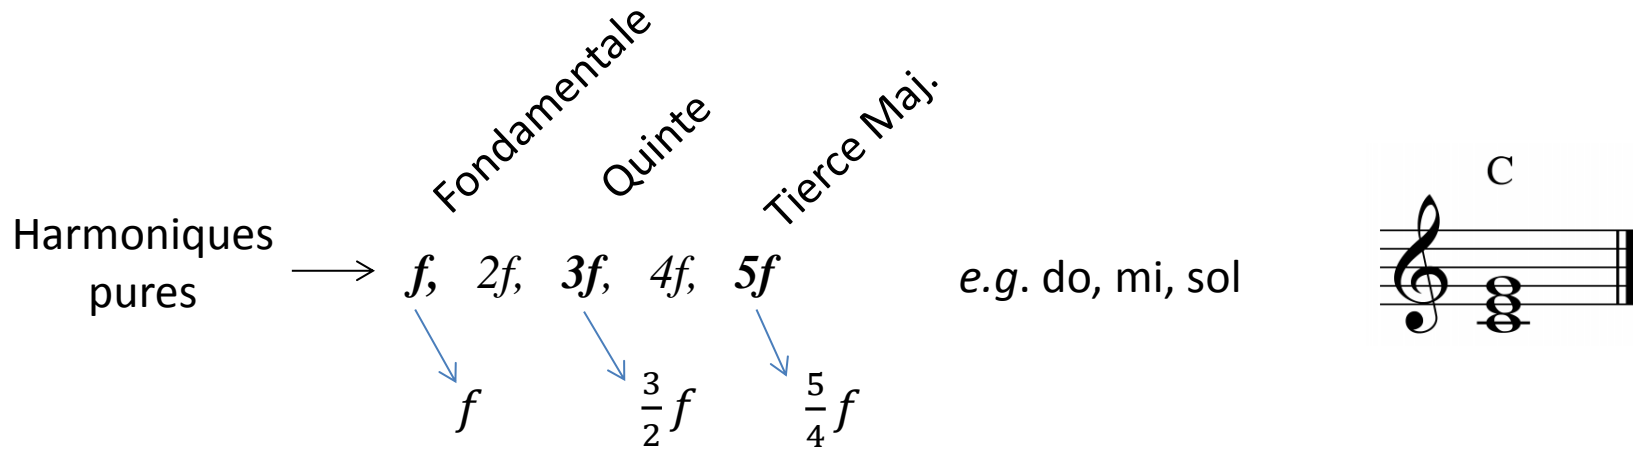 Fondamentale
Quinte
Tierce Maj.
C
Harmoniques
pures
f, 2f, 3f, 4f, 5f
e.g. do, mi, sol
f
3/2 f
5/4 f